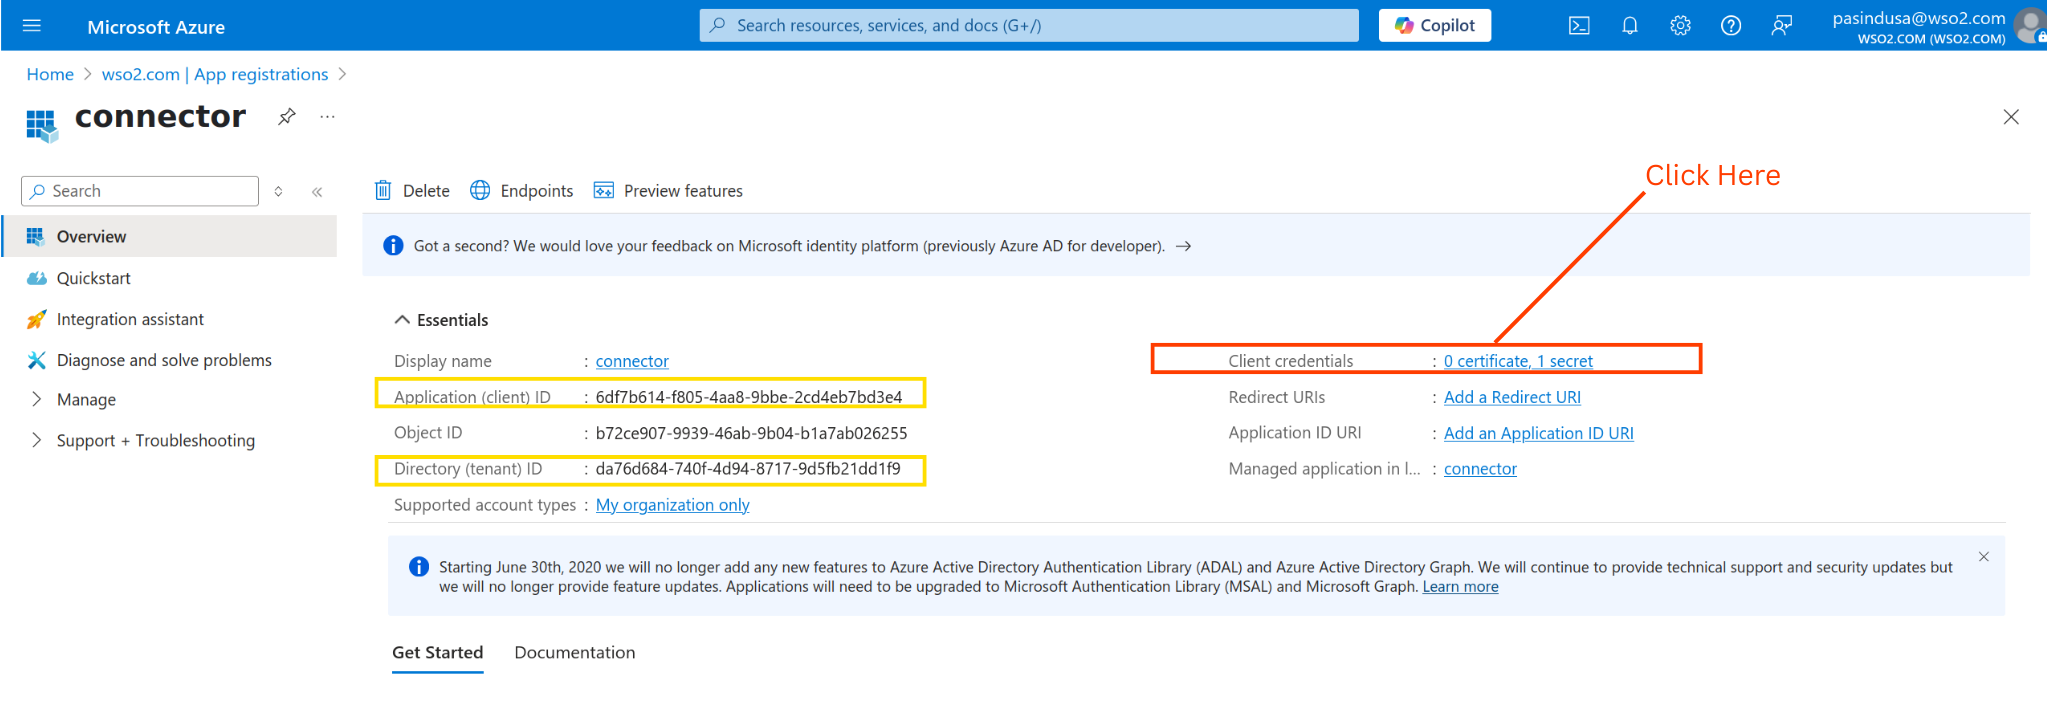 Microsoft Azure
Search resources, services, and docs (G+/)
Copilot
pasindusa@wso2.com
WSO2.COM (WSO2.COM)
Home > wso2.com | App registrations >
connector
Click Here
Search
Delete
Endpoints
Preview features
Overview
Got a second? We would love your feedback on Microsoft identity platform (previously Azure AD for developer). →
Quickstart
Integration assistant
Diagnose and solve problems
Manage
Support + Troubleshooting
Essentials
Display name : connector
Application (client) ID : 6df7b614-f805-4aa8-9bbe-2cd4eb7bd3e4
Object ID : b72ce907-9939-46ab-9b04-b1a7ab026255
Directory (tenant) ID : da76d684-740f-4d94-8717-9d5fb21dd1f9
Supported account types : My organization only
Client credentials : 0 certificate, 1 secret
Redirect URIs : Add a Redirect URI
Application ID URI : Add an Application ID URI
Managed application in l... : connector
Starting June 30th, 2020 we will no longer add any new features to Azure Active Directory Authentication Library (ADAL) and Azure Active Directory Graph. We will continue to provide technical support and security updates but
we will no longer provide feature updates. Applications will need to be upgraded to Microsoft Authentication Library (MSAL) and Microsoft Graph. Learn more
Get Started
Documentation